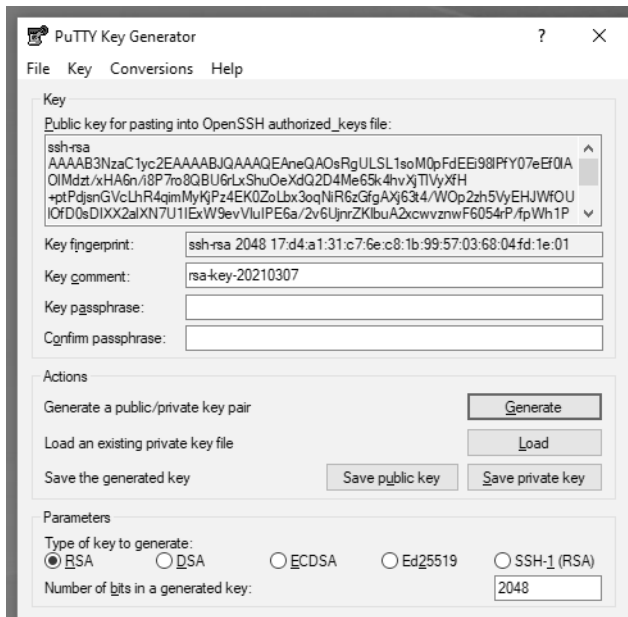 PuTTY Key Generator ? ×
File Key Conversions Help
Key
Public key for pasting into OpenSSH authorized_keys file:
ssh-rsa
AAAAB3NzaC1yc2EAAAABJQAAAQEAneQAOsRgULSL1soM0pFdEEi98lPfY07eEf0lA
OlMdzt/xHA6n/i8P7ro8QBU6rLxShuOeXdQ2D4Me65k4hvXjTlVyXfH
+ptPdjsnGVcLhR4qimMyKjPz4EK0ZoLbx3oqNiR6zGfgAXj63t4/WOp2zh5VyEHJWfOU
lOfD0sDIXX2alXN7U1IExW9evVluIPE6a/2v6UjnrZKlbuA2xcwvznwF6054rP/fpWh1P
Key fingerprint: ssh-rsa 2048 17:d4:a1:31:c7:6e:c8:1b:99:57:03:68:04:fd:1e:01
Key comment: rsa-key-20210307
Key passphrase:
Confirm passphrase:
Actions
Generate a public/private key pair Generate
Load an existing private key file Load
Save the generated key Save public key Save private key
Parameters
Type of key to generate:
RSA DSA ECDSA Ed25519 SSH-1 (RSA)
Number of bits in a generated key: 2048